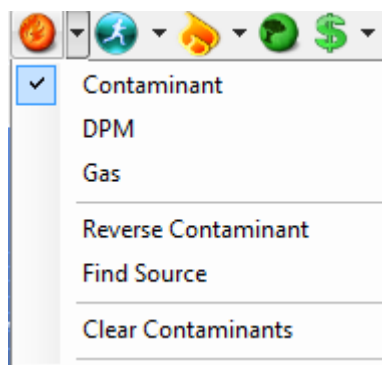 Contaminant
DPM
Gas
Reverse Contaminant
Find Source
Clear Contaminants